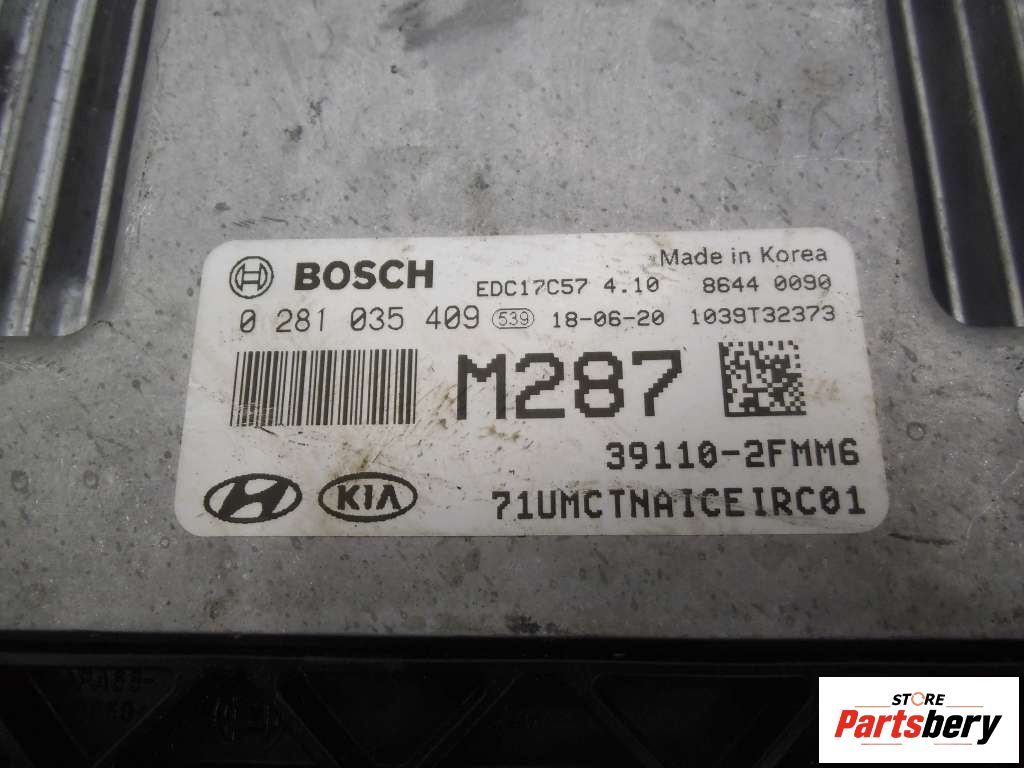 BOSCH EDC17C57 4.10 Made in Korea
8644 0090
0 281 035 409 539 18-06-20 1039T32373
M287
39110-2FMM6
KIA 71UMCTNAICEIRC01
STORE
Partsbery